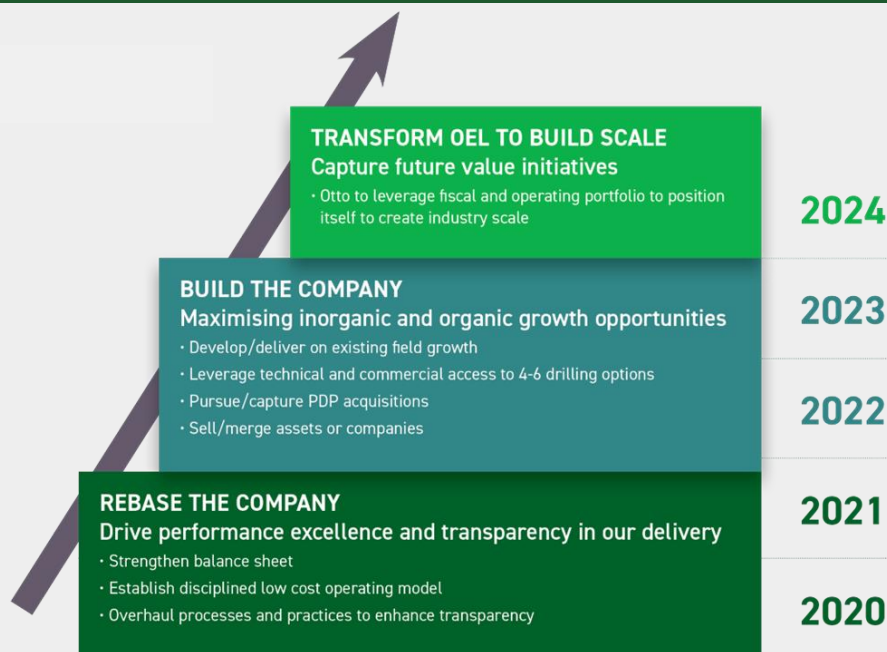 TRANSFORM OEL TO BUILD SCALE
Capture future value initiatives
· Otto to leverage fiscal and operating portfolio to position
itself to create industry scale
2024
BUILD THE COMPANY
Maximising inorganic and organic growth opportunities
· Develop/deliver on existing field growth
· Leverage technical and commercial access to 4-6 drilling options
· Pursue/capture PDP acquisitions
· Sell/merge assets or companies
2023
2022
REBASE THE COMPANY
Drive performance excellence and transparency in our delivery
· Strengthen balance sheet
· Establish disciplined low cost operating model
· Overhaul processes and practices to enhance transparency
2021
2020